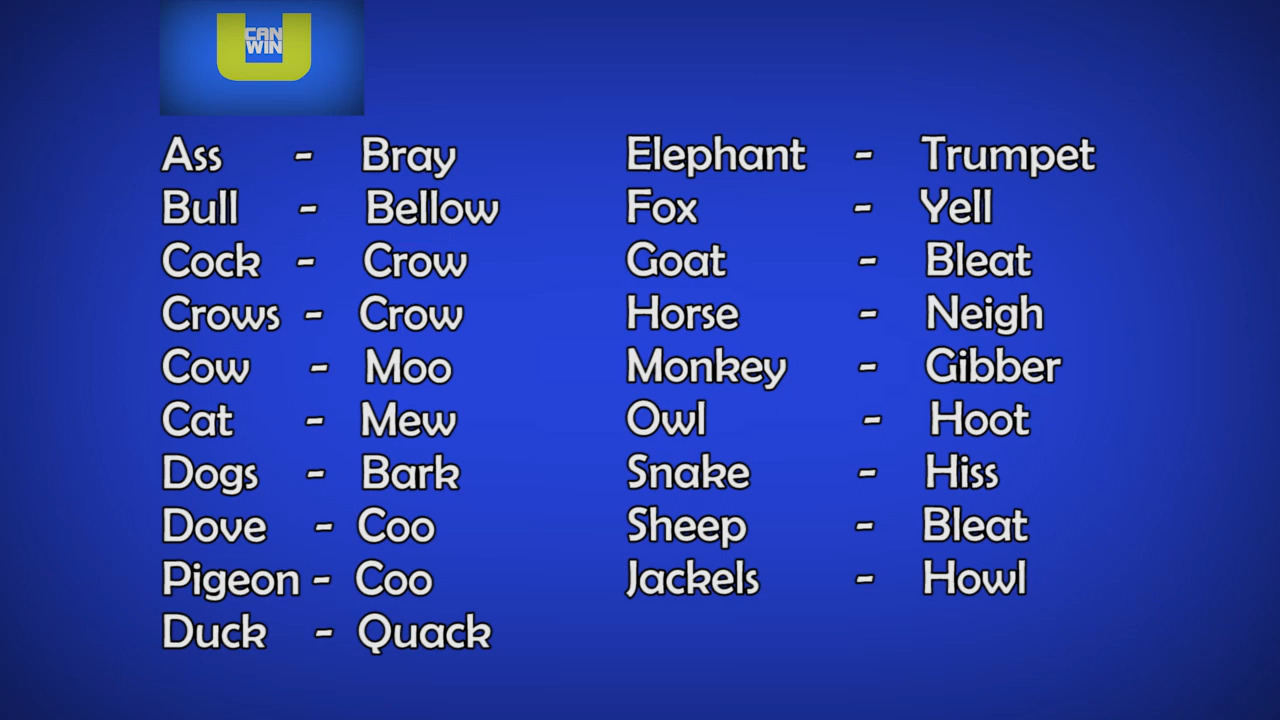 U
CAN
WIN
Ass - Bray
Bull - Bellow
Cock - Crow
Crows - Crow
Cow - Moo
Cat - Mew
Dogs - Bark
Dove - Coo
Pigeon - Coo
Duck - Quack
Elephant - Trumpet
Fox - Yell
Goat - Bleat
Horse - Neigh
Monkey - Gibber
Owl - Hoot
Snake - Hiss
Sheep - Bleat
Jackels - Howl